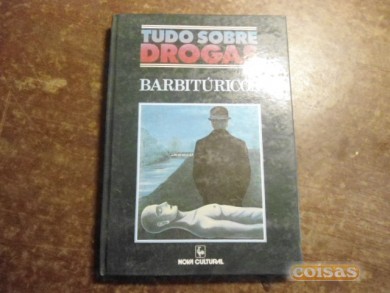 TUDO SOBRE
DROGAS
BARBITÚRICOS
NOVA CULTURAL
coisas